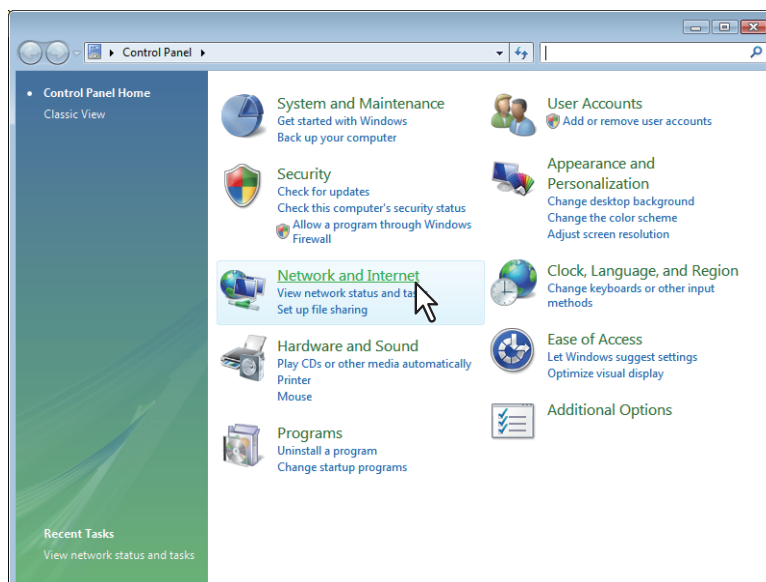 Control Panel
Control Panel Home
Classic View
System and Maintenance
Get started with Windows
Back up your computer
Security
Check for updates
Check this computer's security status
Allow a program through Windows
Firewall
Network and Internet
View network status and
Set up file sharing
Hardware and Sound
Play CDs or other media automatically
Printer
Mouse
Programs
Uninstall a program
Change startup programs
User Accounts
Add or remove user accounts
Appearance and
Personalization
Change desktop background
Change the color scheme
Adjust screen resolution
Clock, Language, and Region
Change keyboards or other input
methods
Ease of Access
Let Windows suggest settings
Optimize visual display
Additional Options
Recent Tasks
View network status and tasks